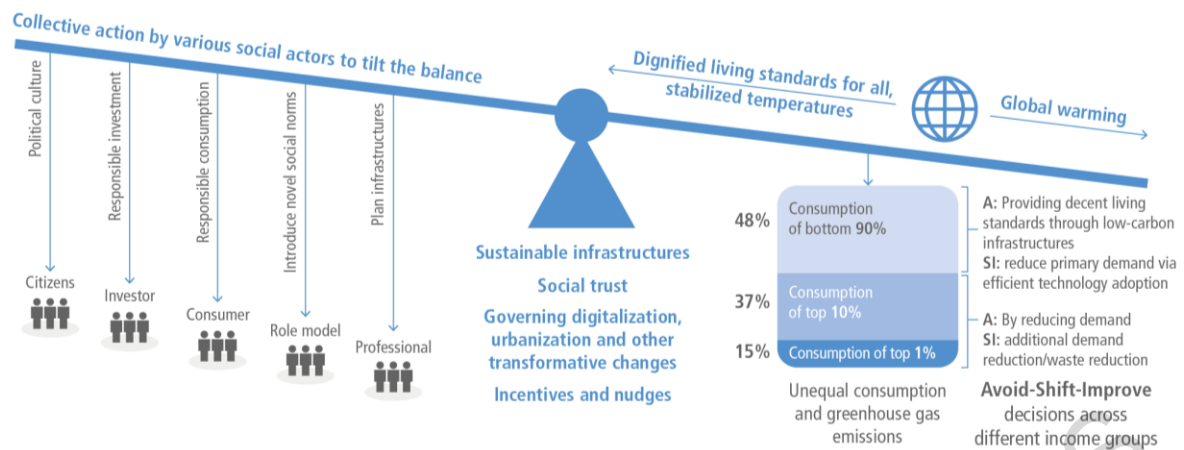 Collective action by various social actors to tilt the balance
Political culture
Responsible investment
Responsible consumption
Introduce novel social norms
Plan infrastructures
Citizens
Investor
Consumer
Role model
Professional
Sustainable infrastructures
Social trust
Governing digitalization,
urbanization and other
transformative changes
Incentives and nudges
Dignified living standards for all,
stabilized temperatures
Global warming
48%
Consumption
of bottom 90%
37%
Consumption
of top 10%
15%
Consumption of top 1%
Unequal consumption
and greenhouse gas
emissions
A: Providing decent living
standards through low-carbon
infrastructures
SI: reduce primary demand via
efficient technology adoption
A: By reducing demand
SI: additional demand
reduction/waste reduction
Avoid-Shift-Improve
decisions across
different income groups